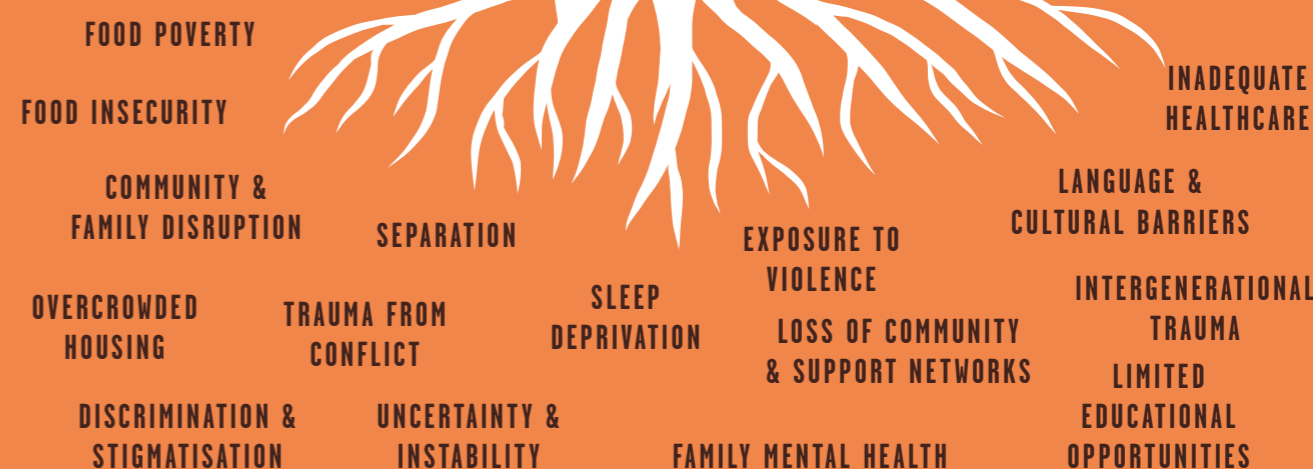 FOOD POVERTY
INADEQUATE
HEALTHCARE
FOOD INSECURITY
COMMUNITY &
FAMILY DISRUPTION
LANGUAGE &
CULTURAL BARRIERS
SEPARATION
EXPOSURE TO
VIOLENCE
INTERGENERATIONAL
TRAUMA
SLEEP
DEPRIVATION
OVERCROWDED
HOUSING
TRAUMA FROM
CONFLICT
LOSS OF COMMUNITY
& SUPPORT NETWORKS
LIMITED
EDUCATIONAL
OPPORTUNITIES
DISCRIMINATION &
STIGMATISATION
UNCERTAINTY &
INSTABILITY
FAMILY MENTAL HEALTH